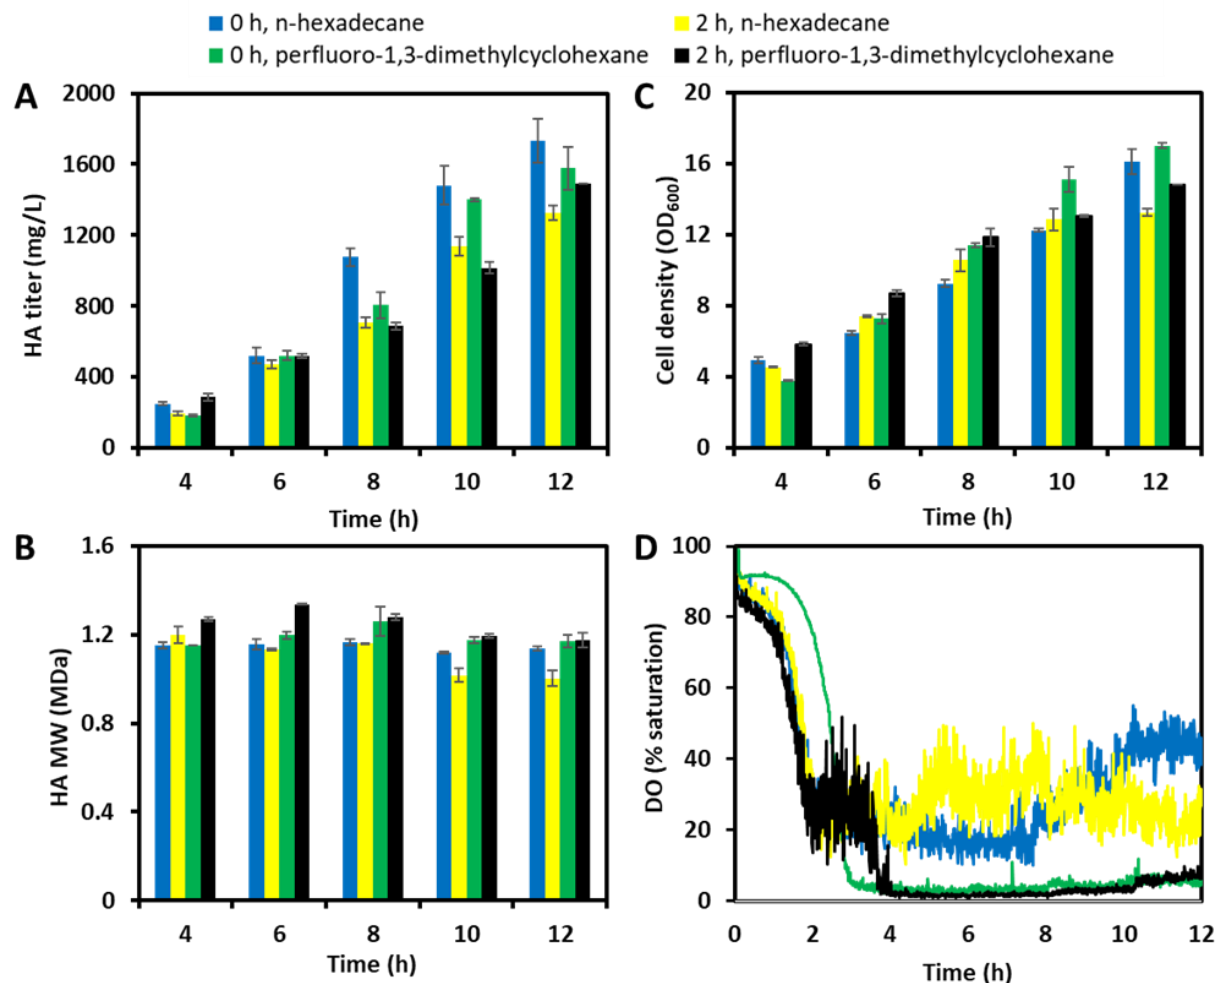 0 h, n-hexadecane
2 h, n-hexadecane
0 h, perfluoro-1,3-dimethylcyclohexane
2 h, perfluoro-1,3-dimethylcyclohexane
A
HA titer (mg/L)
2000
1600
1200
800
400
0
4 6 8 10 12
Time (h)
C
Cell density (OD600)
20
16
12
8
4
0
4 6 8 10 12
Time (h)
B
HA MW (MDa)
1.6
1.2
0.8
0.4
0
4 6 8 10 12
Time (h)
D
DO (% saturation)
100
80
60
40
20
0
0 2 4 6 8 10 12
Time (h)